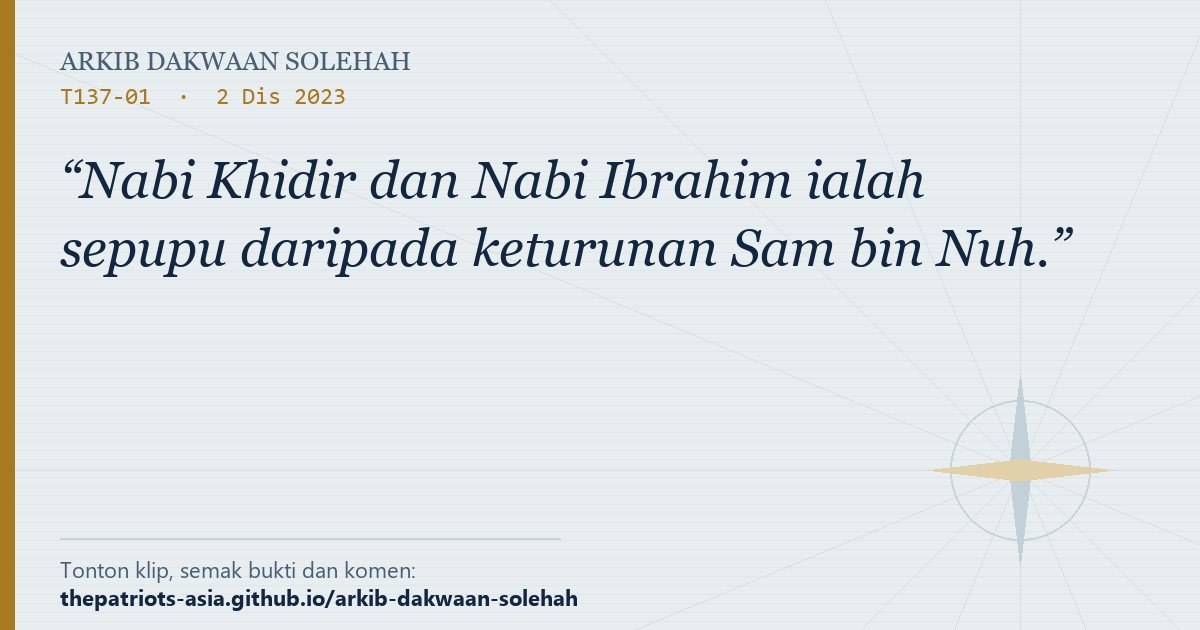 ARKIB DAKWAAN SOLEHAH
T137-01 · 2 Dis 2023
“Nabi Khidir dan Nabi Ibrahim ialah
sepupu daripada keturunan Sam bin Nuh.”
Tonton klip, semak bukti dan komen:
thepatriots-asia.github.io/arkib-dakwaan-solehah